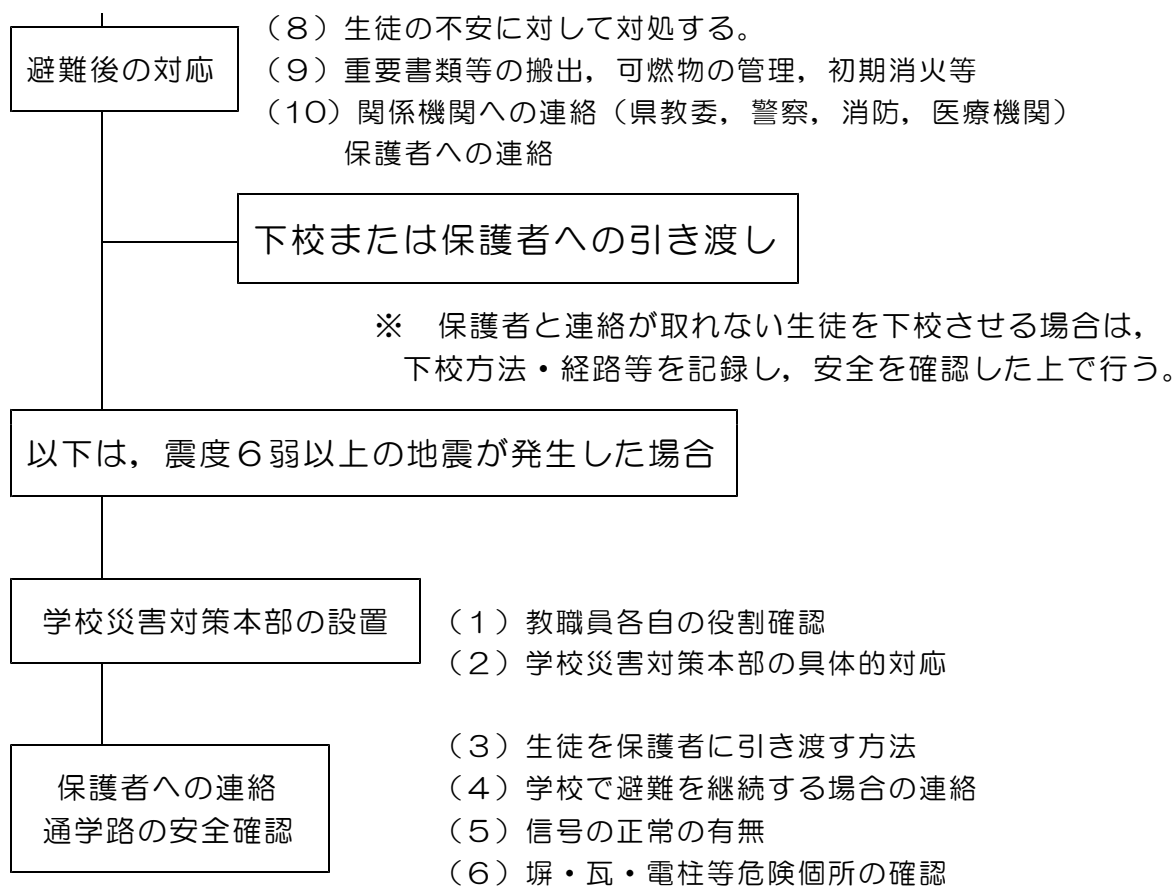 避難後の対応
（８）生徒の不安に対して対処する。
（９）重要書類等の搬出，可燃物の管理，初期消火等
（10）関係機関への連絡（県教委，警察，消防，医療機関）
保護者への連絡
下校または保護者への引き渡し
※　保護者と連絡が取れない生徒を下校させる場合は，
下校方法・経路等を記録し，安全を確認した上で行う。
以下は，震度６弱以上の地震が発生した場合
学校災害対策本部の設置
（１）教職員各自の役割確認
（２）学校災害対策本部の具体的対応
保護者への連絡
通学路の安全確認
（３）生徒を保護者に引き渡す方法
（４）学校で避難を継続する場合の連絡
（５）信号の正常の有無
（６）塀・瓦・電柱等危険個所の確認